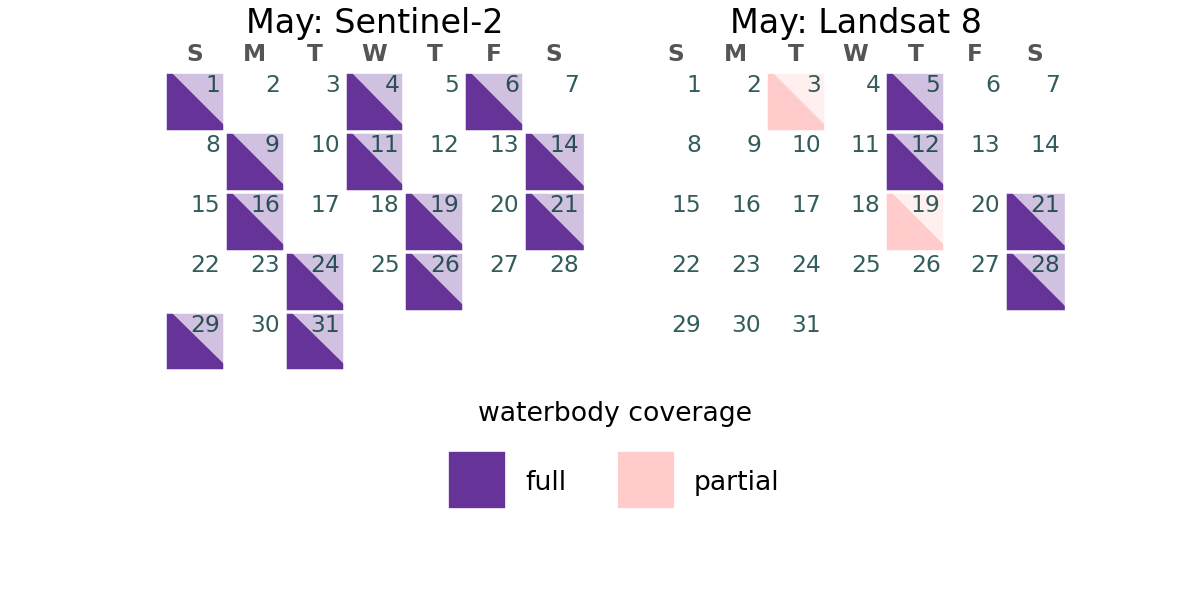 May: Sentinel-2
S M T W T F S
1 2 3 4 5 6 7
8 9 10 11 12 13 14
15 16 17 18 19 20 21
22 23 24 25 26 27 28
29 30 31
May: Landsat 8
S M T W T F S
1 2 3 4 5 6 7
8 9 10 11 12 13 14
15 16 17 18 19 20 21
22 23 24 25 26 27 28
29 30 31
waterbody coverage
full partial